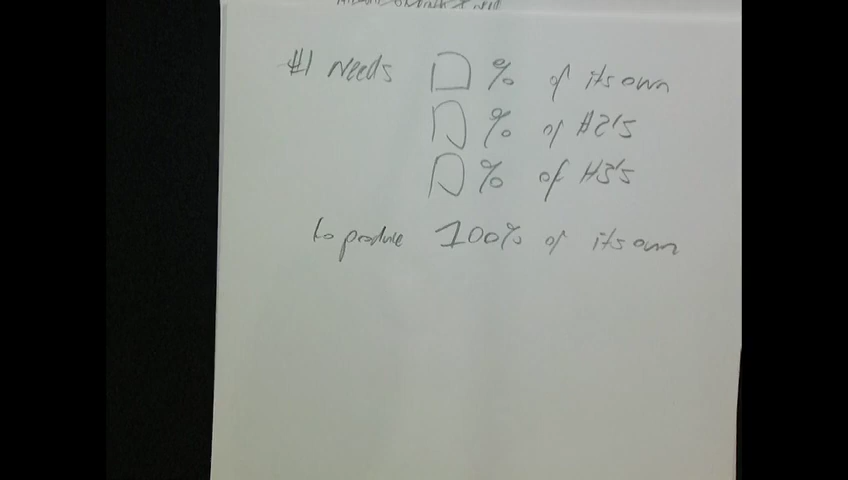 #1 needs □ % of its own
□ % of #2's
□ % of #3's
to produce 100% of its own